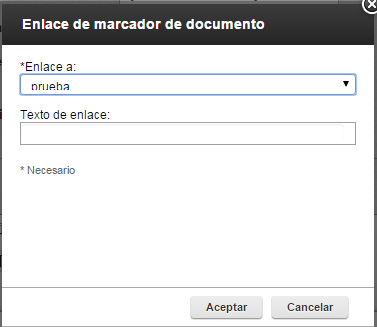 Enlace de marcador de documento
*Enlace a:
prueba
Texto de enlace:
* Necesario
Aceptar Cancelar